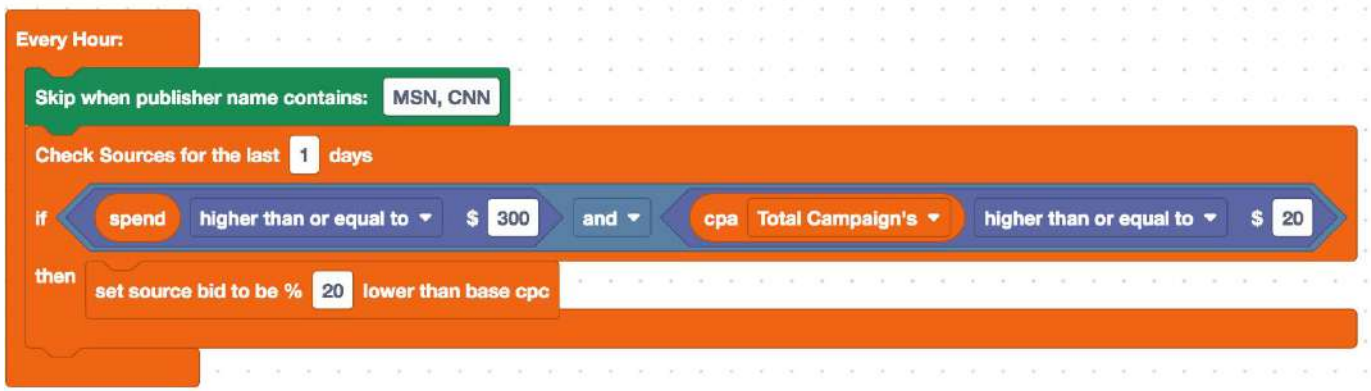 Every Hour:
Skip when publisher name contains: MSN, CNN
Check Sources for the last 1 days
if spend higher than or equal to $ 300 and cpa Total Campaign's higher than or equal to $ 20
then
set source bid to be % 20 lower than base cpc